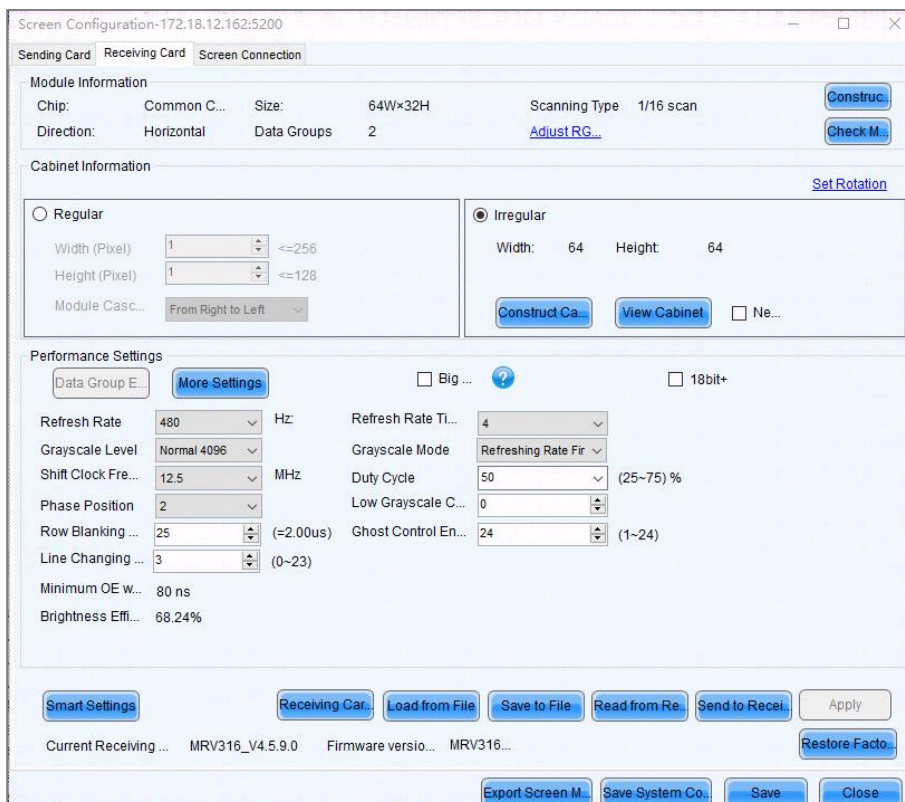 Screen Configuration-172.18.12.162:5200
Sending Card Receiving Card Screen Connection
Module Information
Chip: Common C... Size: 64W×32H Scanning Type 1/16 scan Construc...
Direction: Horizontal Data Groups 2 Adjust RG... Check M...
Cabinet Information
Set Rotation
Regular Irregular
Width (Pixel) 1 <=256 Width: 64 Height: 64
Height (Pixel) 1 <=128
Module Casc... From Right to Left Construct Ca... View Cabinet Ne...
Performance Settings
Data Group E... More Settings Big ... ? 18bit+
Refresh Rate 480 Hz: Refresh Rate Ti... 4
Grayscale Level Normal 4096 Grayscale Mode Refreshing Rate Fir
Shift Clock Fre... 12.5 MHz Duty Cycle 50 (25~75) %
Phase Position 2 Low Grayscale C... 0
Row Blanking ... 25 (=2.00us) Ghost Control En... 24 (1~24)
Line Changing ... 3 (0~23)
Minimum OE w... 80 ns
Brightness Effi... 68.24%
Smart Settings Receiving Car... Load from File Save to File Read from Re... Send to Recei... Apply
Current Receiving ... MRV316_V4.5.9.0 Firmware versio... MRV316... Restore Facto...
Export Screen M... Save System Co... Save Close